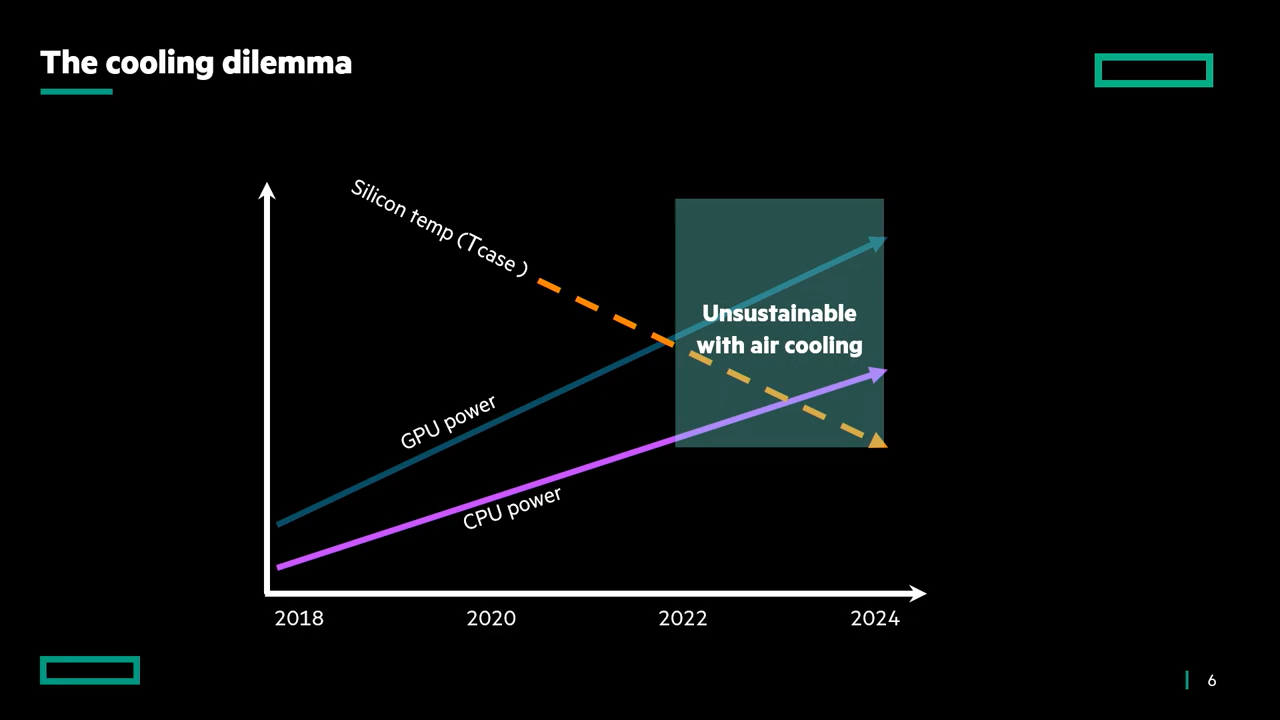 The cooling dilemma
Silicon temp (Tcase )
Unsustainable
with air cooling
GPU power
CPU power
2018
2020
2022
2024
6